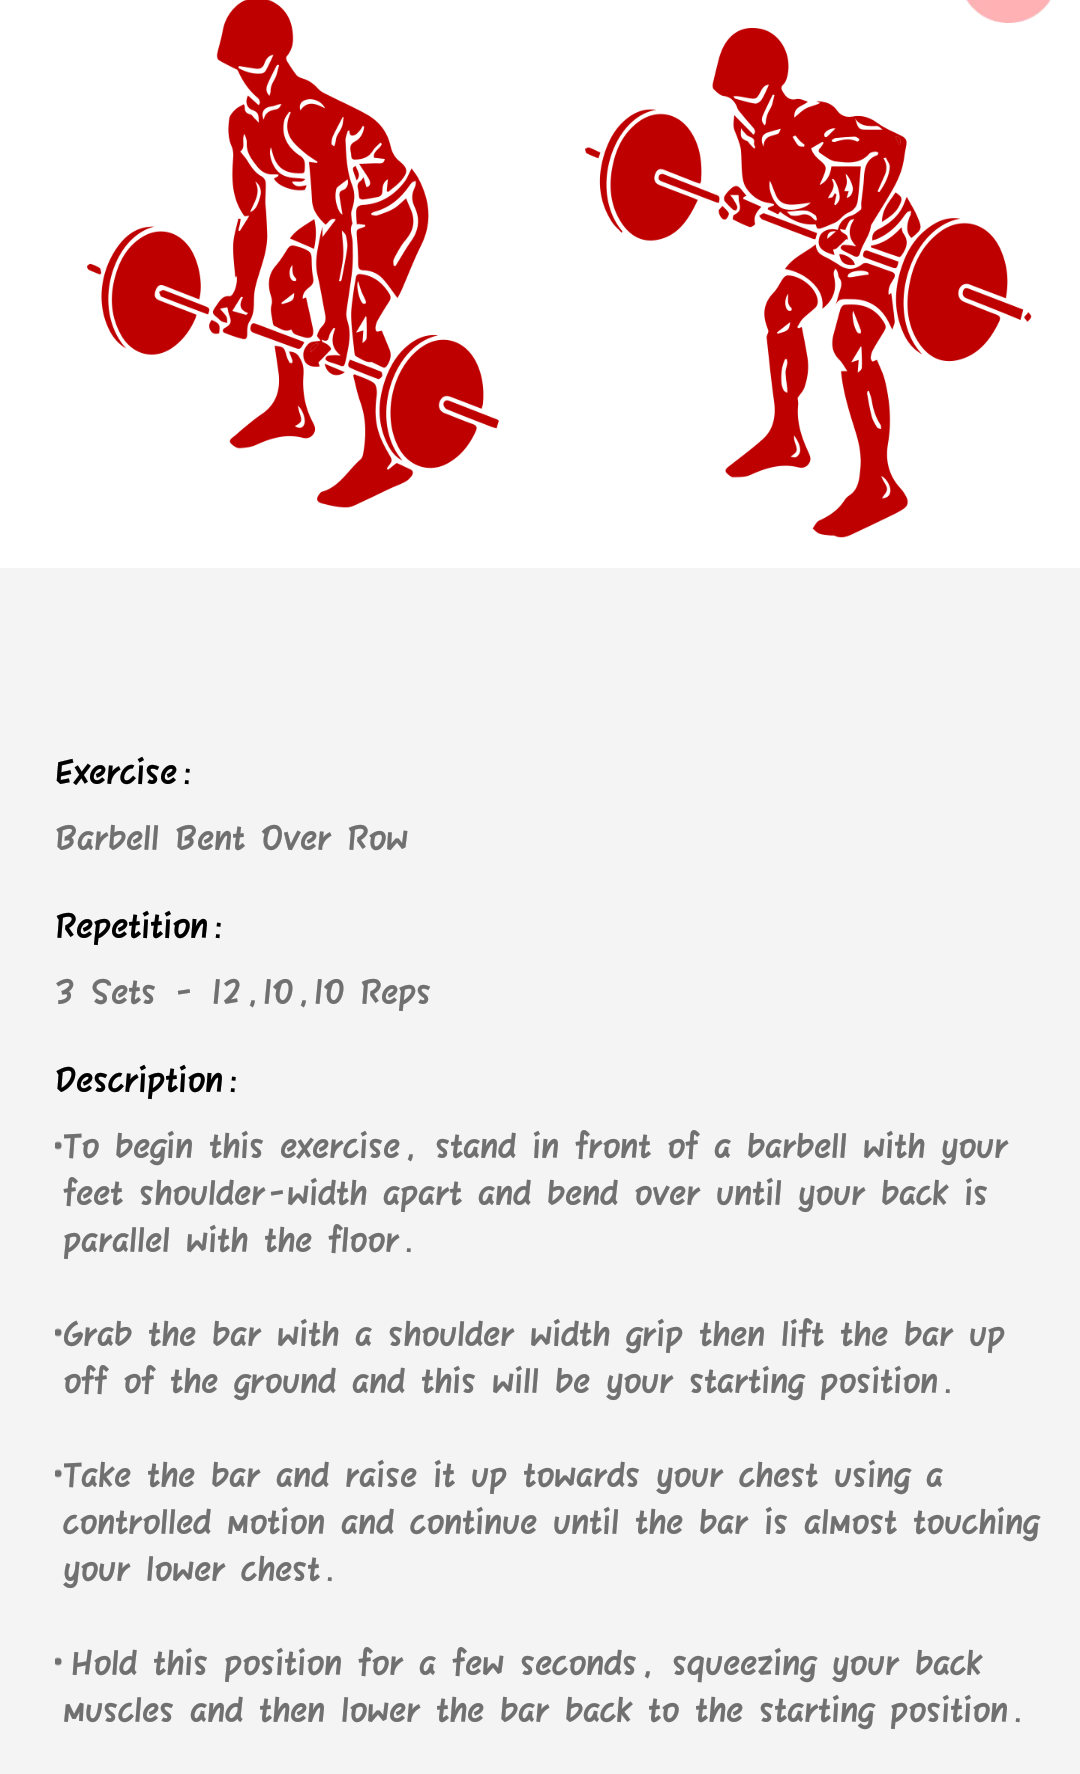 Exercise:
Barbell Bent Over Row
Repetition:
3 Sets - 12,10,10 Reps
Description:
•To begin this exercise, stand in front of a barbell with your
feet shoulder-width apart and bend over until your back is
parallel with the floor.
•Grab the bar with a shoulder width grip then lift the bar up
off of the ground and this will be your starting position.
•Take the bar and raise it up towards your chest using a
controlled motion and continue until the bar is almost touching
your lower chest.
• Hold this position for a few seconds, squeezing your back
muscles and then lower the bar back to the starting position.